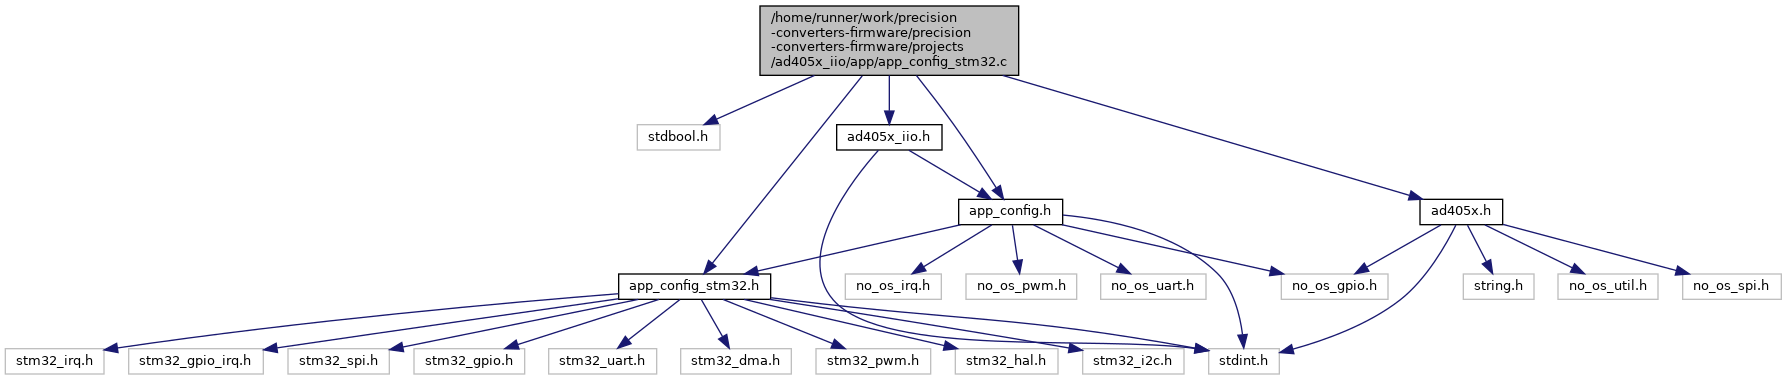 /home/runner/work/precision
-converters-firmware/precision
-converters-firmware/projects
/ad405x_iio/app/app_config_stm32.c
stdbool.h
ad405x_iio.h
app_config.h
ad405x.h
app_config_stm32.h
no_os_irq.h
no_os_pwm.h
no_os_uart.h
no_os_gpio.h
string.h
no_os_util.h
no_os_spi.h
stm32_irq.h
stm32_gpio_irq.h
stm32_spi.h
stm32_gpio.h
stm32_uart.h
stm32_dma.h
stm32_pwm.h
stm32_hal.h
stm32_i2c.h
stdint.h